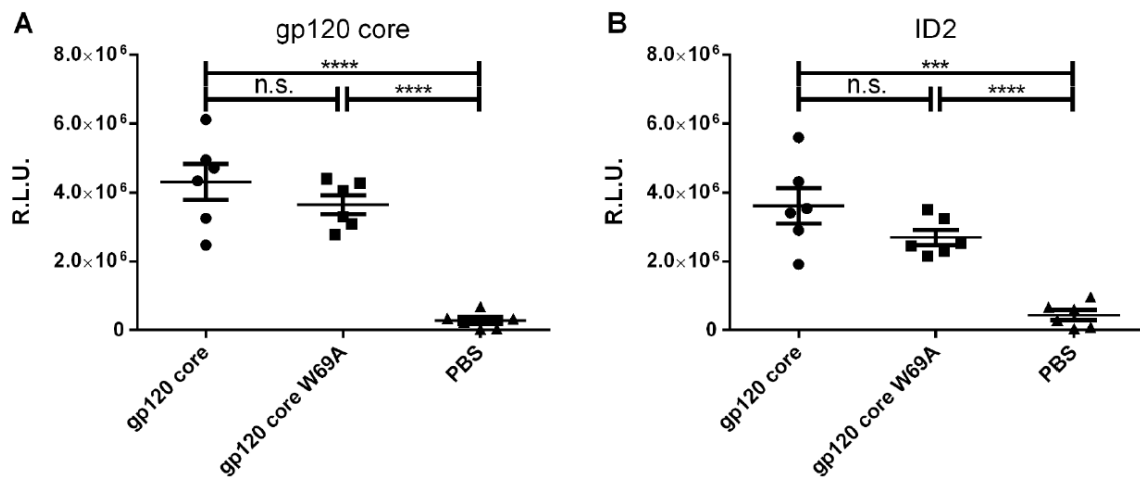 A
gp120 core
R.L.U.
8.0×10⁶
6.0×10⁶
4.0×10⁶
2.0×10⁶
0
****
n.s.
****
gp120 core
gp120 core W69A
PBS
B
ID2
R.L.U.
8.0×10⁶
6.0×10⁶
4.0×10⁶
2.0×10⁶
0
***
n.s.
****
gp120 core
gp120 core W69A
PBS